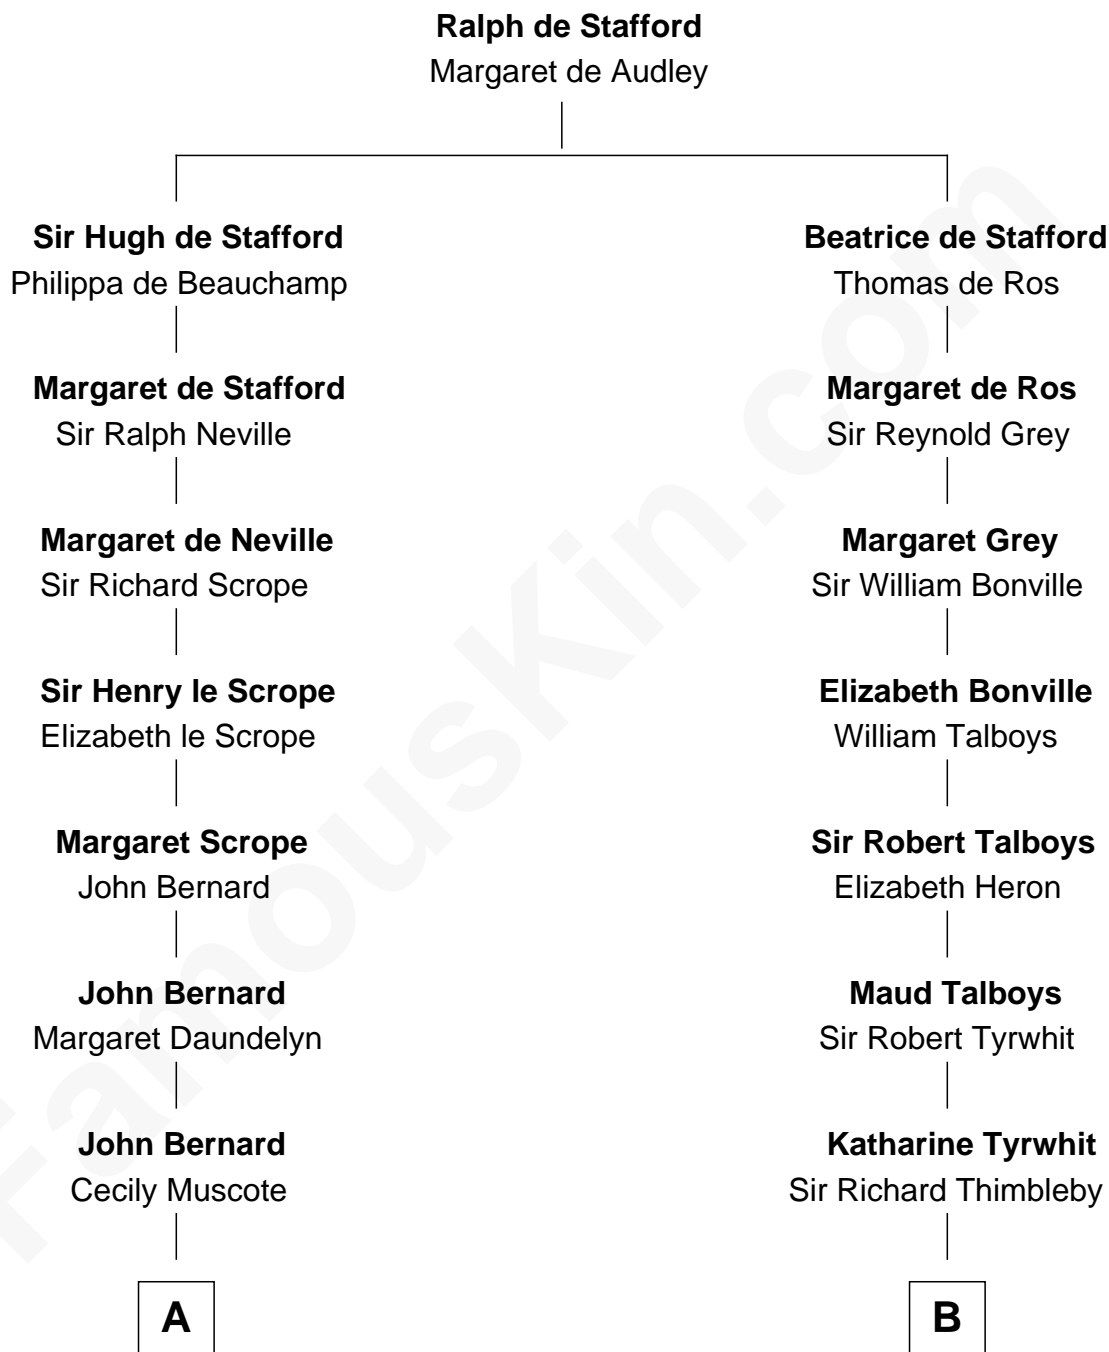 Ralph de Stafford
Margaret de Audley
Sir Hugh de Stafford
Philippa de Beauchamp
Beatrice de Stafford
Thomas de Ros
Margaret de Stafford
Sir Ralph Neville
Margaret de Ros
Sir Reynold Grey
Margaret de Neville
Sir Richard Scrope
Margaret Grey
Sir William Bonville
Sir Henry le Scrope
Elizabeth le Scrope
Elizabeth Bonville
William Talboys
Margaret Scrope
John Bernard
Sir Robert Talboys
Elizabeth Heron
John Bernard
Margaret Daundelyn
Maud Talboys
Sir Robert Tyrwhit
John Bernard
Cecily Muscote
Katharine Tyrwhit
Sir Richard Thimbleby
A
B
FamousKin.com